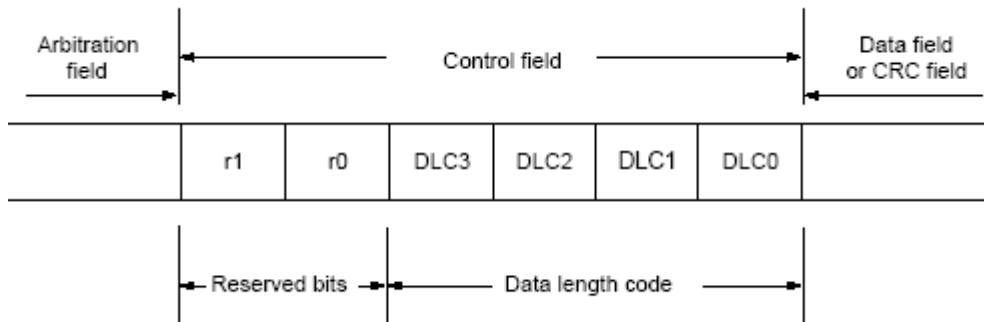 Arbitration
field
Control field
Data field
or CRC field
r1
r0
DLC3
DLC2
DLC1
DLC0
Reserved bits
Data length code